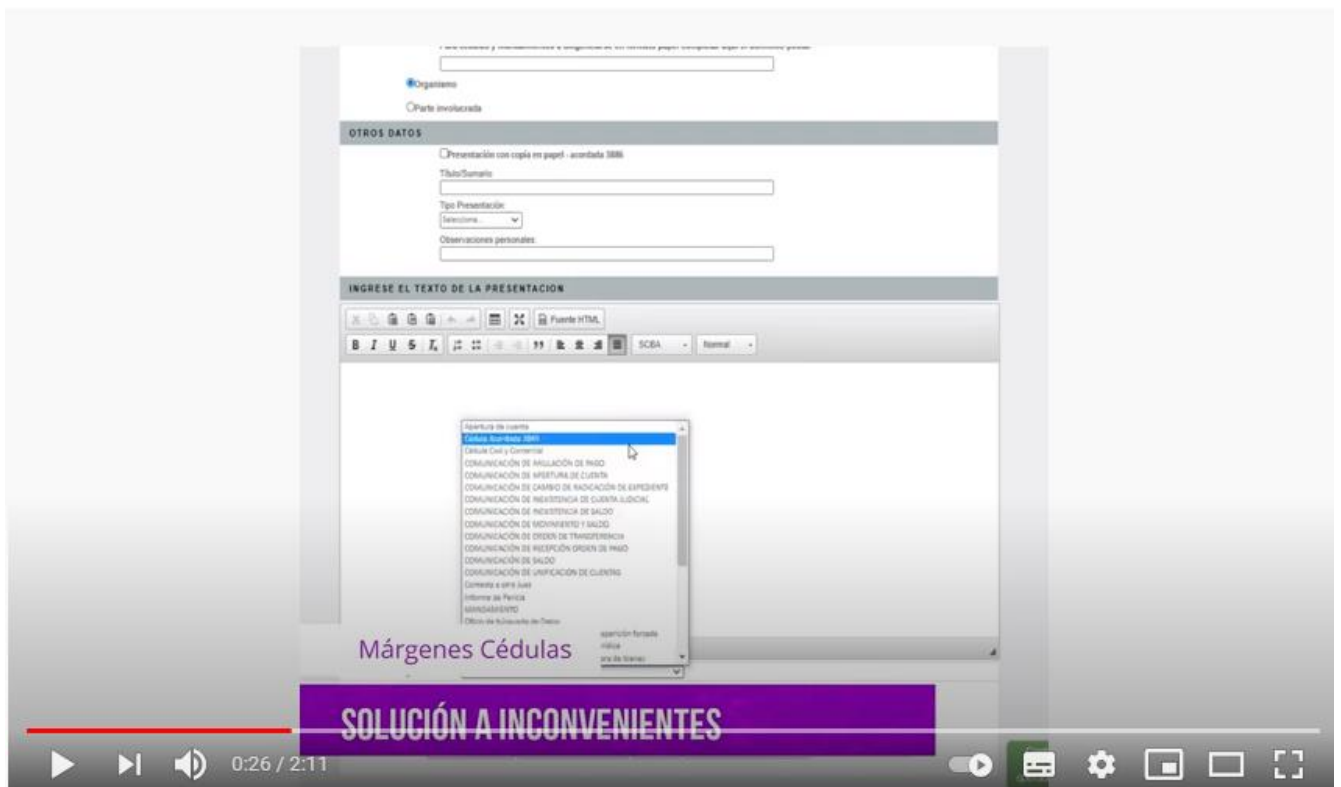 Organismo
Parte involucrada
OTROS DATOS
Presentación con copia en papel - acordada 3886
Título/Sumario
Tipo Presentación
Seleccione...
Observaciones personales
INGRESE EL TEXTO DE LA PRESENTACION
Fuente HTML
B I U S
SCBA Normal
Apertura de cuenta
Cédula Civil y Comercial
COMUNICACIÓN DE ANULACIÓN DE PAGO
COMUNICACIÓN DE APERTURA DE CUENTA
COMUNICACIÓN DE CAMBIO DE RADICACIÓN DE EXPEDIENTE
COMUNICACIÓN DE INEXISTENCIA DE CUENTA JUDICIAL
COMUNICACIÓN DE INEXISTENCIA DE SALDO
COMUNICACIÓN DE MOVIMIENTO Y SALDO
COMUNICACIÓN DE ORDEN DE TRANSFERENCIA
COMUNICACIÓN DE RECEPCIÓN ORDEN DE PAGO
COMUNICACIÓN DE SALDO
COMUNICACIÓN DE UNIFICACIÓN DE CUENTAS
Contesta a otro Juez
Informe de Pericia
MANDAMIENTO
aparición forzada
Márgenes Cédulas
SOLUCIÓN A INCONVENIENTES
0:26 / 2:11